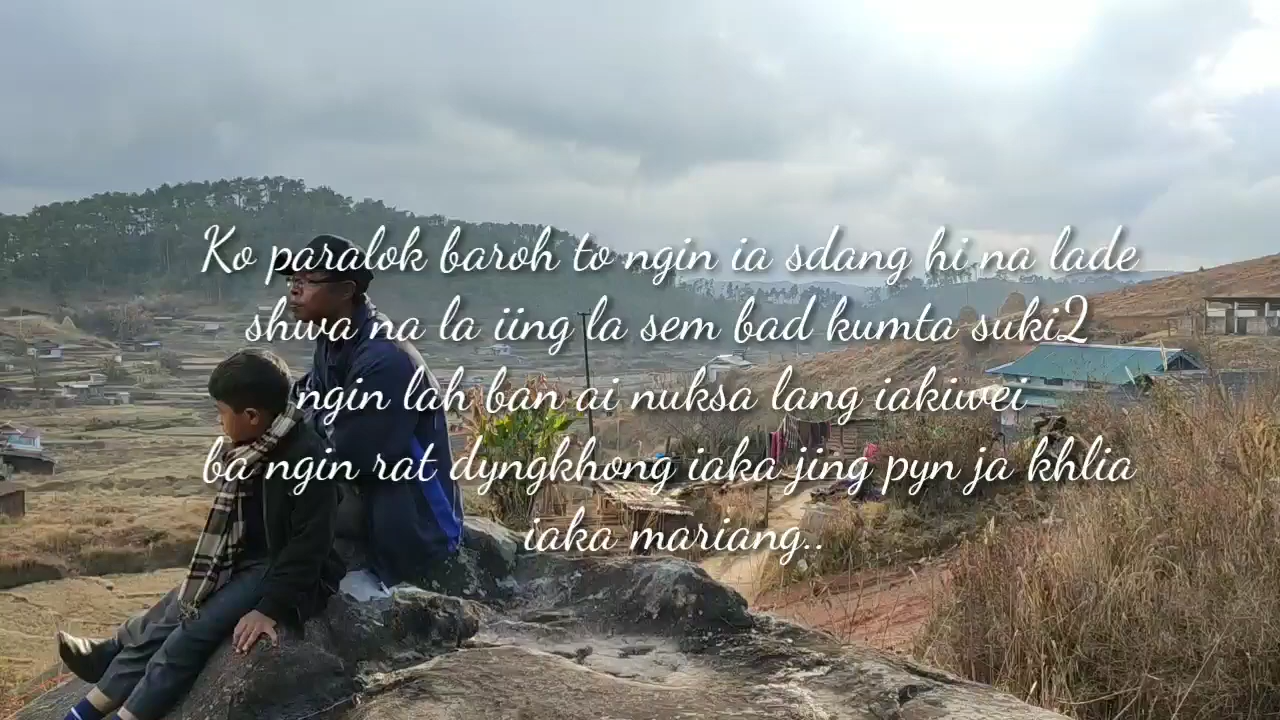 Ko paralok baroh to ngin ia sdang hi na lade
shwa na la iing la sem bad kumta suki2
ngin lah ban ai nuksa lang iakiwei
ba ngin rat dyngkhong iaka jing pyn ja khlia
iaka mariang..